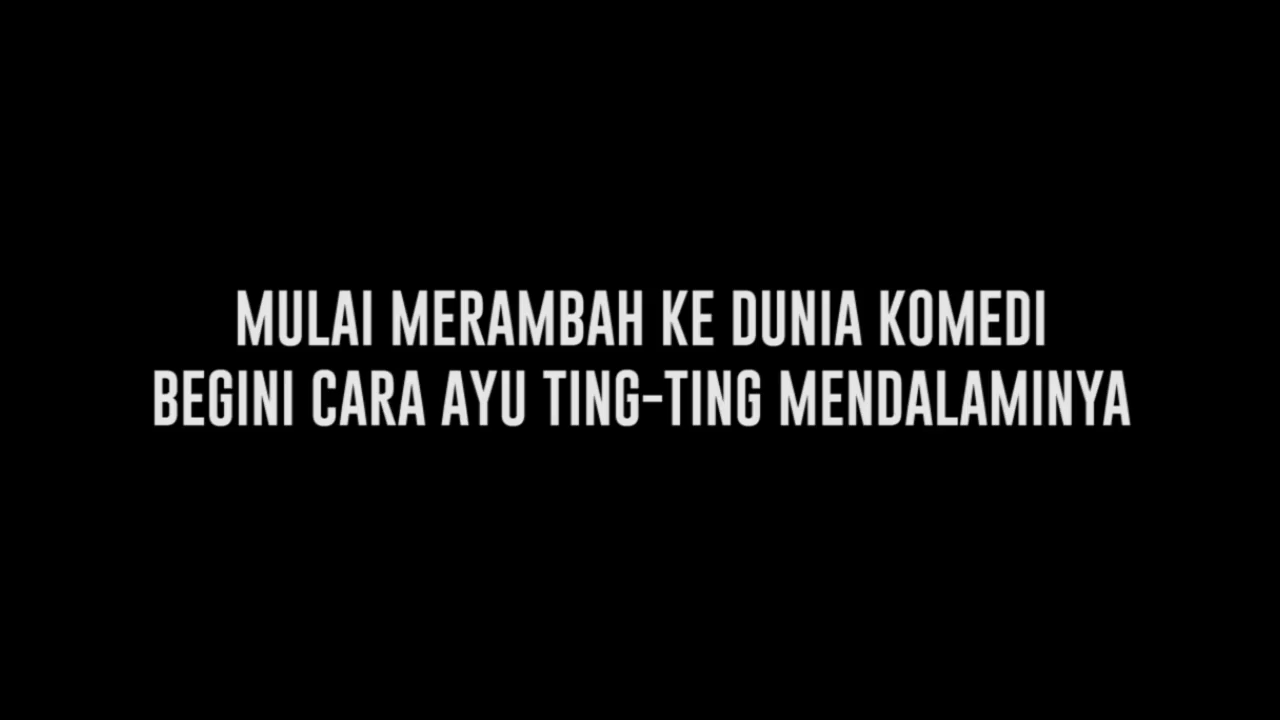 MULAI MERAMBAH KE DUNIA KOMEDI
BEGINI CARA AYU TING-TING MENDALAMINYA